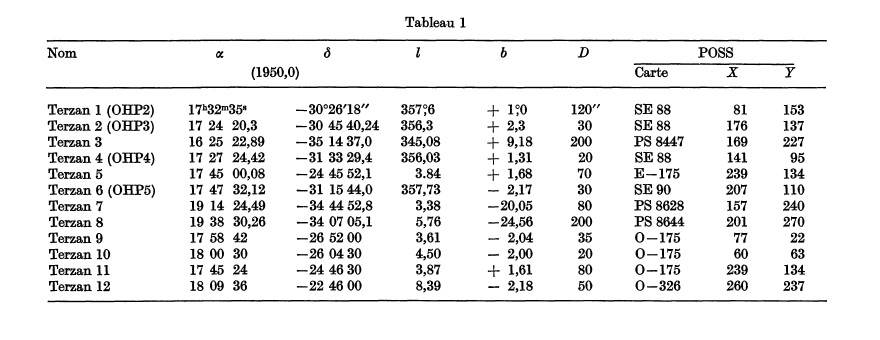 Tableau 1
Nom α δ l b D POSS
(1950,0) Carte X Y
Terzan 1 (OHP2) 17ʰ32ᵐ35ˢ −30°26′18″ 357°,6 + 1°,0 120″ SE 88 81 153
Terzan 2 (OHP3) 17 24 20,3 −30 45 40,24 356,3 + 2,3 30 SE 88 176 137
Terzan 3 16 25 22,89 −35 14 37,0 345,08 + 9,18 200 PS 8447 169 227
Terzan 4 (OHP4) 17 27 24,42 −31 33 29,4 356,03 + 1,31 20 SE 88 141 95
Terzan 5 17 45 00,08 −24 45 52,1 3.84 + 1,68 70 E−175 239 134
Terzan 6 (OHP5) 17 47 32,12 −31 15 44,0 357,73 − 2,17 30 SE 90 207 110
Terzan 7 19 14 24,49 −34 44 52,8 3,38 −20,05 80 PS 8628 157 240
Terzan 8 19 38 30,26 −34 07 05,1 5,76 −24,56 200 PS 8644 201 270
Terzan 9 17 58 42 −26 52 00 3,61 − 2,04 35 O−175 77 22
Terzan 10 18 00 30 −26 04 30 4,50 − 2,00 20 O−175 60 63
Terzan 11 17 45 24 −24 46 30 3,87 + 1,61 80 O−175 239 134
Terzan 12 18 09 36 −22 46 00 8,39 − 2,18 50 O−326 260 237